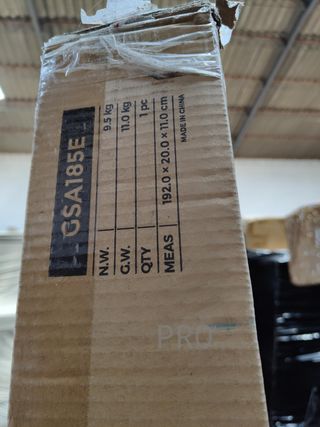 GSA185E
N.W. 9.5 kg
G.W. 11.0 kg
QTY 1 pc
MEAS 192.0 x 20.0 x 11.0 cm
MADE IN CHINA
PRO